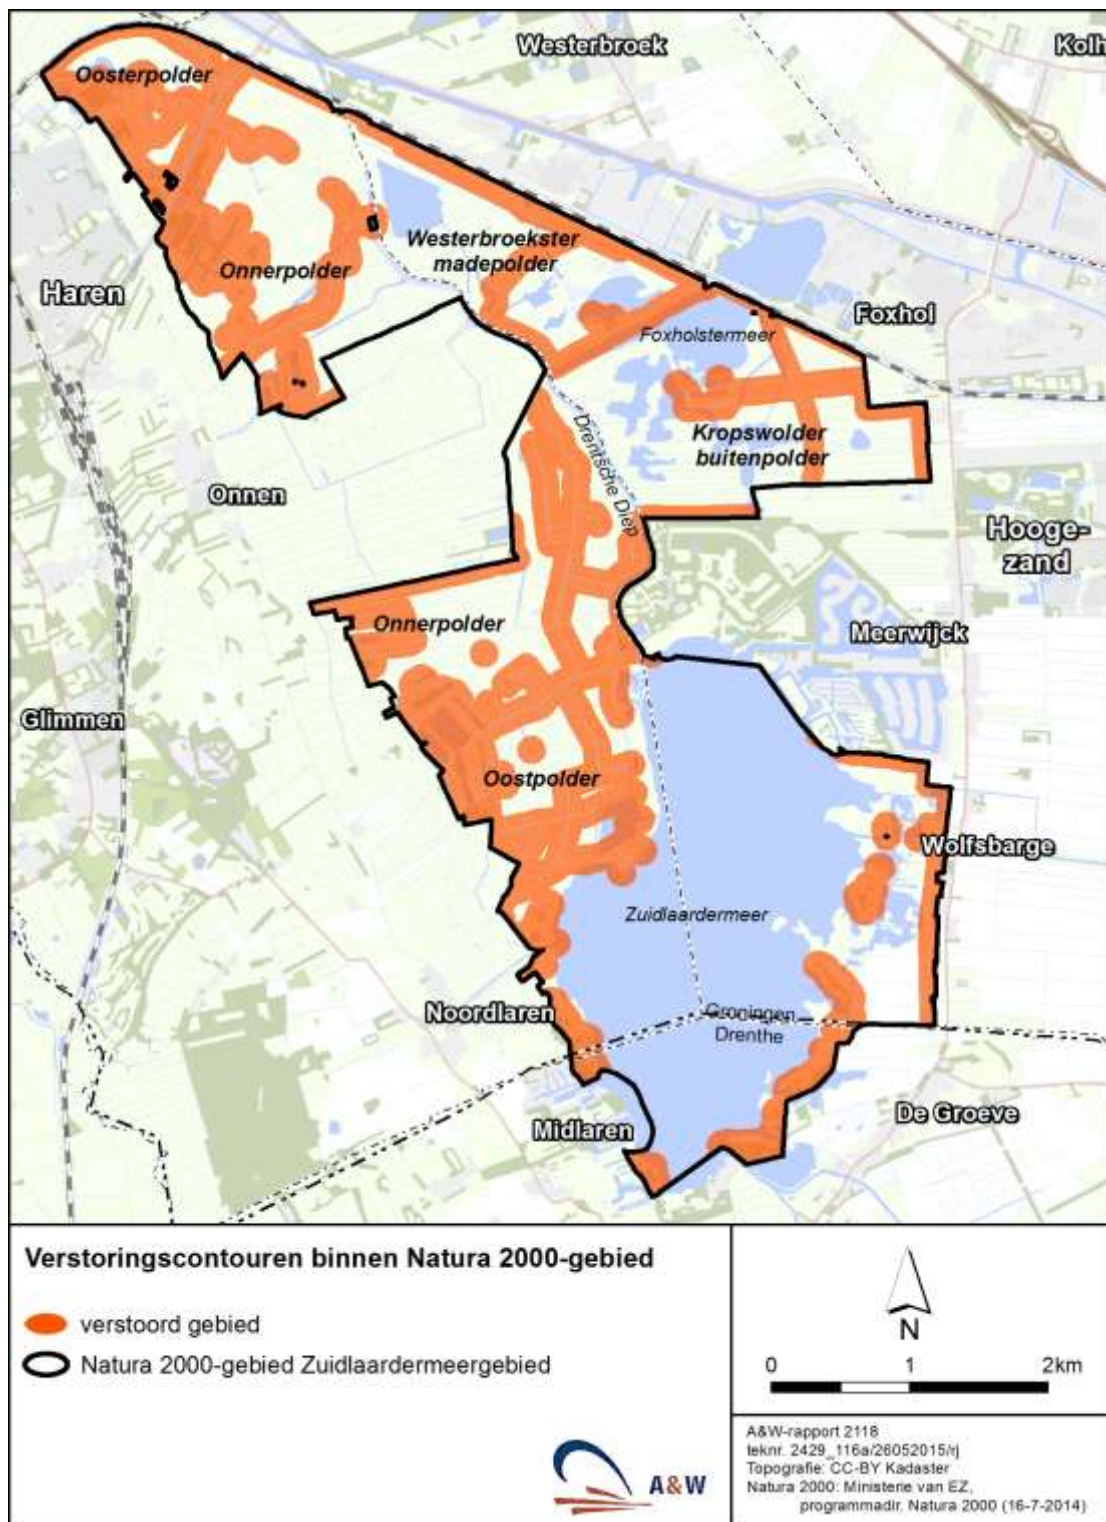 Westerbroek
Kolh
Oosterpolder
Westerbroekster
madepolder
Onnerpolder
Haren
Foxhol
Foxholstermeer
Kropswolder
buitenpolder
Drentsche Diep
Onnen
Hooge-
zand
Onnerpolder
Meerwijck
Glimmen
Oostpolder
Wolfsbarge
Zuidlaardermeer
Noordlaren
Groningen
Drenthe
De Groeve
Midlaren
Verstoringscontouren binnen Natura 2000-gebied
verstoord gebied
Natura 2000-gebied Zuidlaardermeergebied
A&W
N
0 1 2km
A&W-rapport 2118
teknr. 2429_116a/26052015/rj
Topografie: CC-BY Kadaster
Natura 2000: Ministerie van EZ,
programmadir. Natura 2000 (16-7-2014)